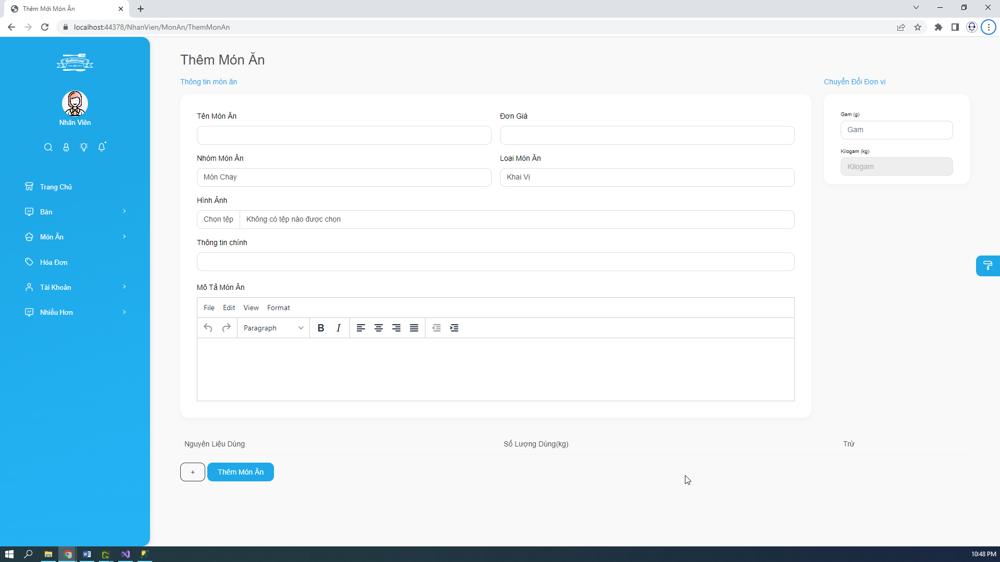 Thêm Mới Món Ăn
localhost:44378/NhanVien/MonAn/ThemMonAn
Restaurant
Nhân Viên
Trang Chủ
Bàn
Món Ăn
Hóa Đơn
Tài Khoản
Nhiều Hơn
Thêm Món Ăn
Thông tin món ăn
Chuyển Đổi Đơn vị
Tên Món Ăn
Đơn Giá
Gam (g)
Gam
Kilogam (kg)
Kilogam
Nhóm Món Ăn
Loại Món Ăn
Món Chay
Khai Vị
Hình Ảnh
Chọn tệp Không có tệp nào được chọn
Thông tin chính
Mô Tả Món Ăn
File Edit View Format
Paragraph B I
Nguyên Liệu Dùng
Số Lượng Dùng(kg)
Trừ
+
Thêm Món Ăn
10:48 PM